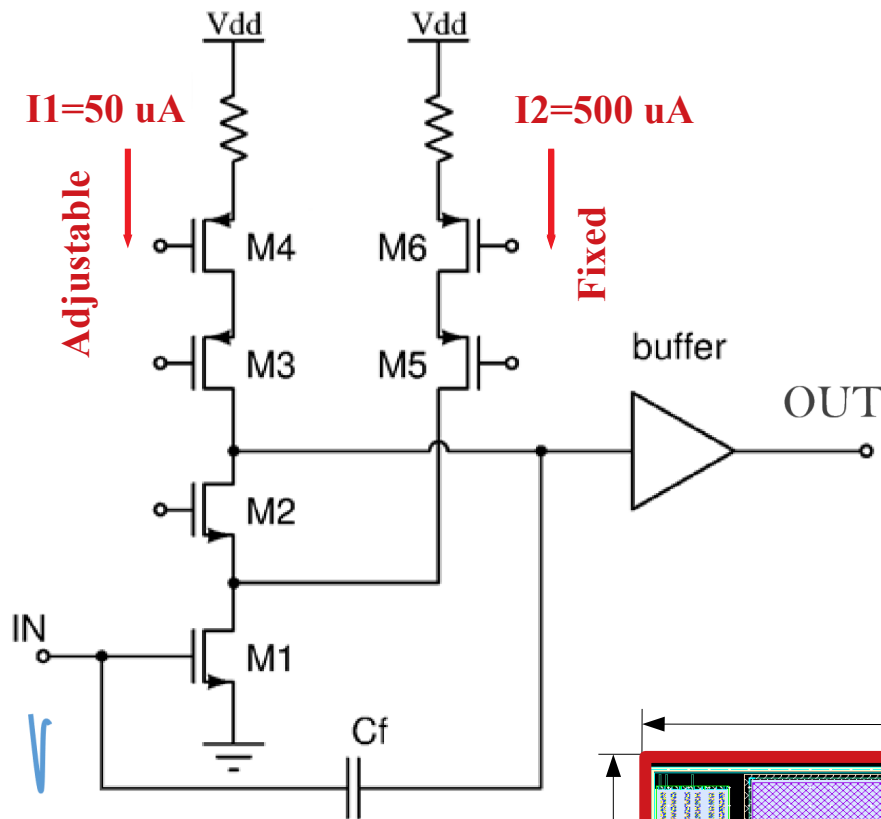 Vdd
Vdd
I1=50 uA
I2=500 uA
Adjustable
Fixed
M4
M6
M3
M5
buffer
OUT
M2
IN
M1
Cf